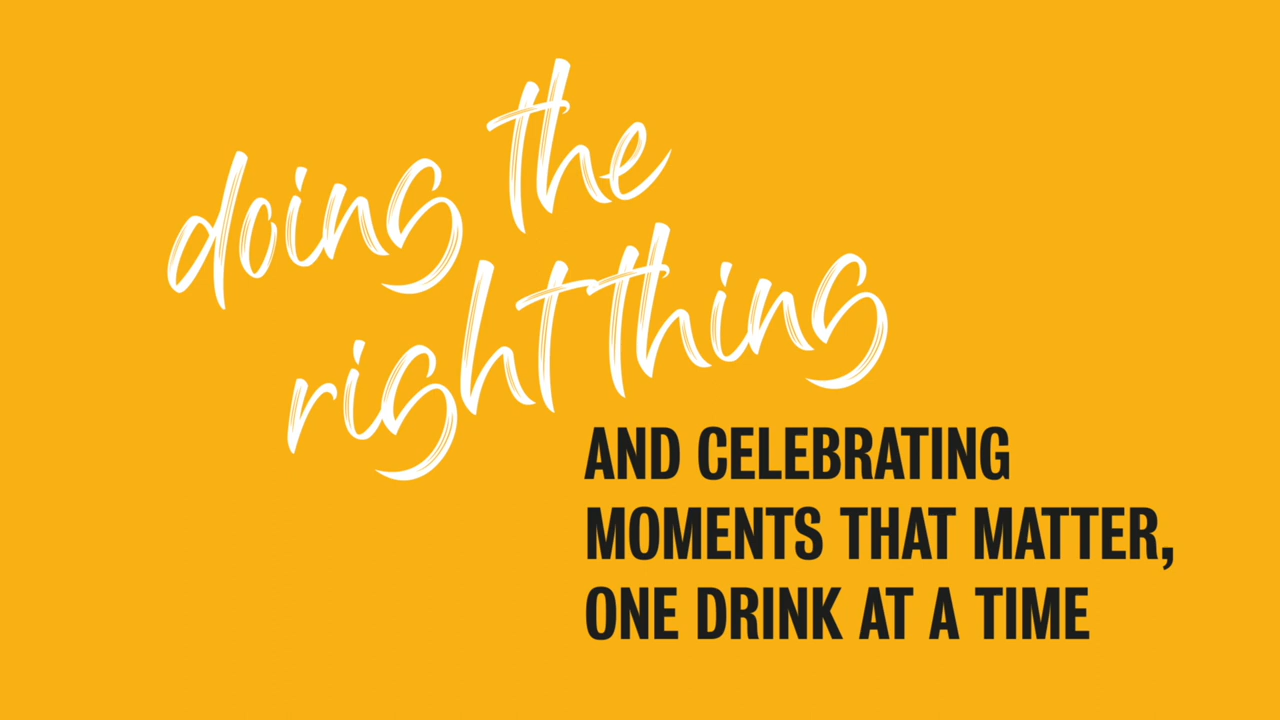 doing the
right thing
AND CELEBRATING
MOMENTS THAT MATTER,
ONE DRINK AT A TIME